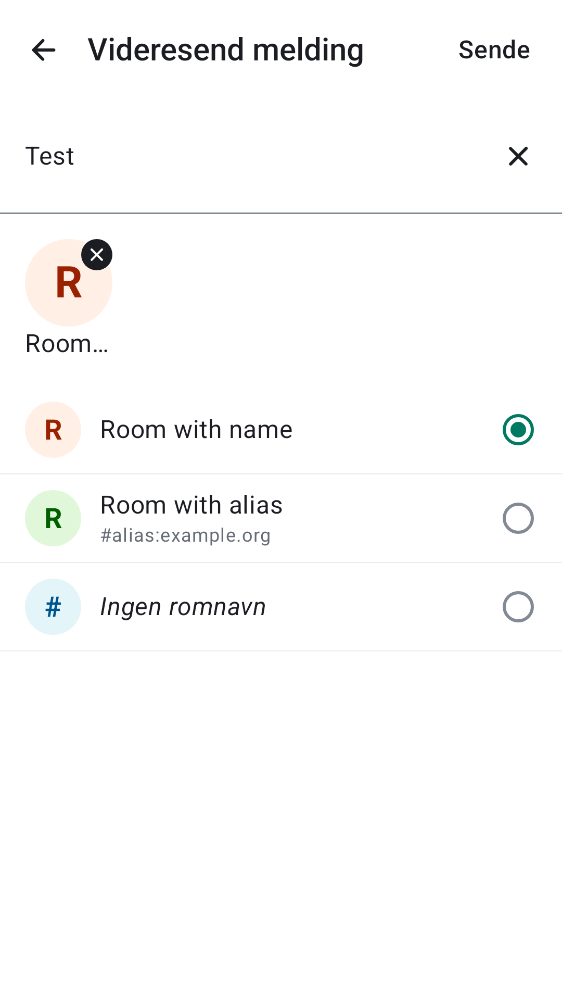 Videresend melding
Sende
Test
R
Room…
R
Room with name
R
Room with alias
#alias:example.org
#
Ingen romnavn